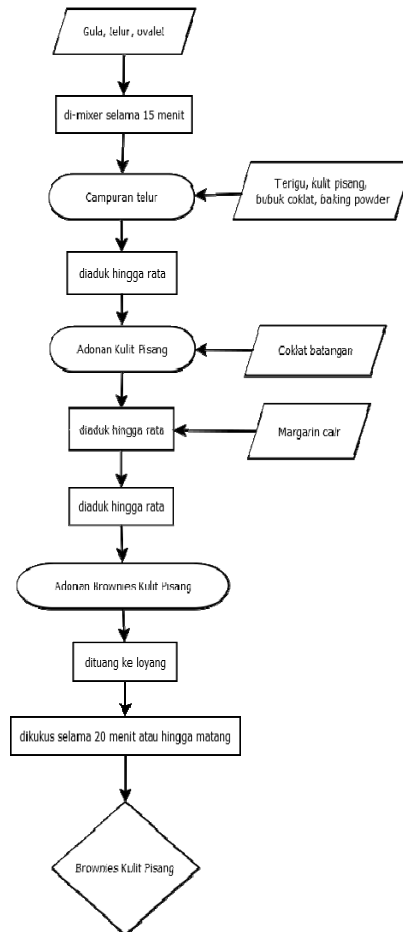 Gula, telur, ovalet
di-mixer selama 15 menit
Campuran telur
Terigu, kulit pisang,
bubuk coklat, baking powder
diaduk hingga rata
Adonan Kulit Pisang
Coklat batangan
diaduk hingga rata
Margarin cair
diaduk hingga rata
Adonan Brownies Kulit Pisang
dituang ke loyang
dikukus selama 20 menit atau hingga matang
Brownies Kulit Pisang